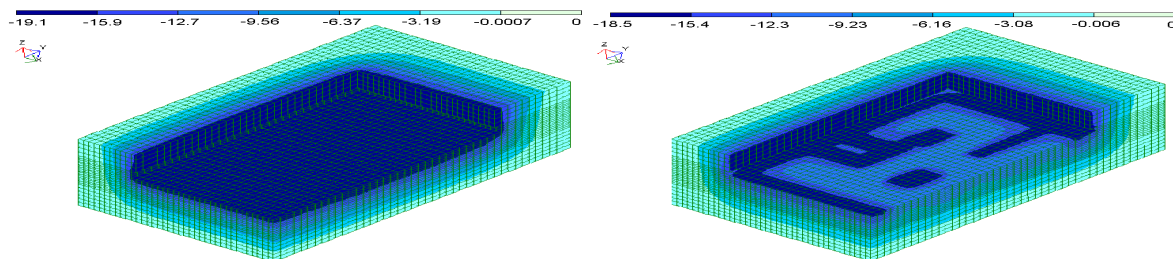 -19.1 -15.9 -12.7 -9.56 -6.37 -3.19 -0.0007 0
Z Y X
-18.5 -15.4 -12.3 -9.23 -6.16 -3.08 -0.006 0
Z Y X